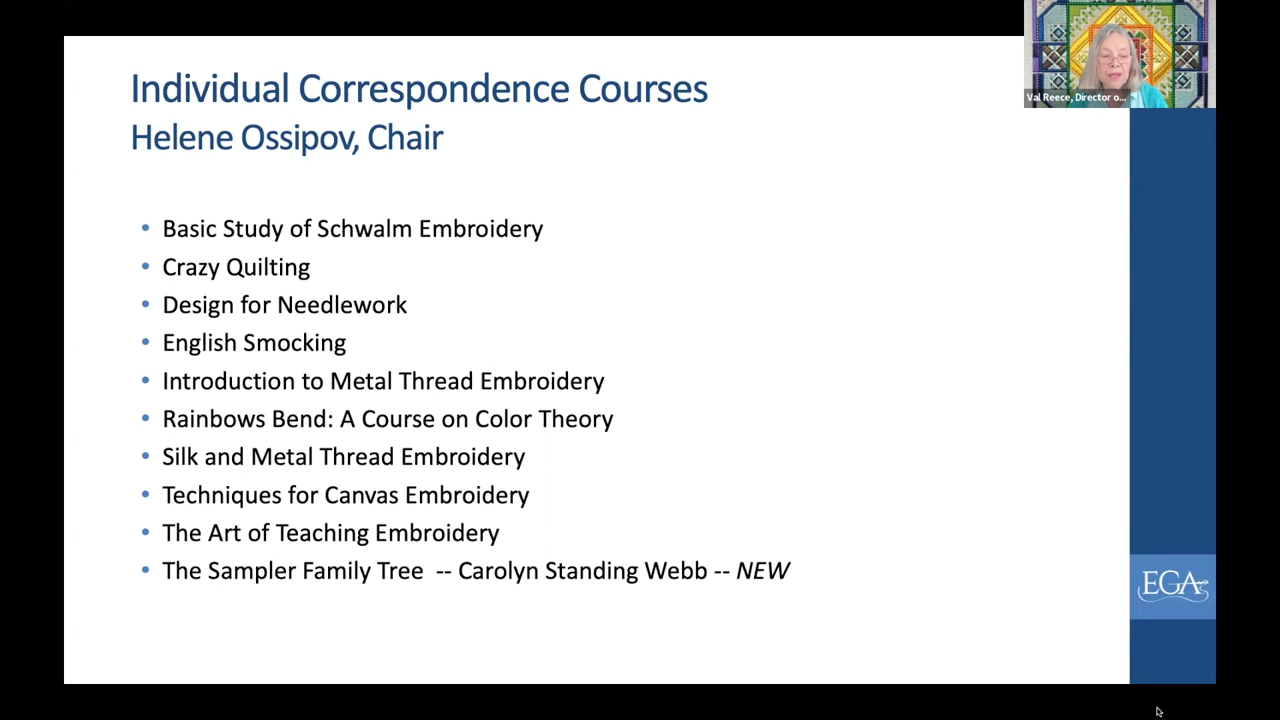 Individual Correspondence Courses
Helene Ossipov, Chair
• Basic Study of Schwalm Embroidery
• Crazy Quilting
• Design for Needlework
• English Smocking
• Introduction to Metal Thread Embroidery
• Rainbows Bend: A Course on Color Theory
• Silk and Metal Thread Embroidery
• Techniques for Canvas Embroidery
• The Art of Teaching Embroidery
• The Sampler Family Tree -- Carolyn Standing Webb -- NEW
Val Reece, Director o...
EGA